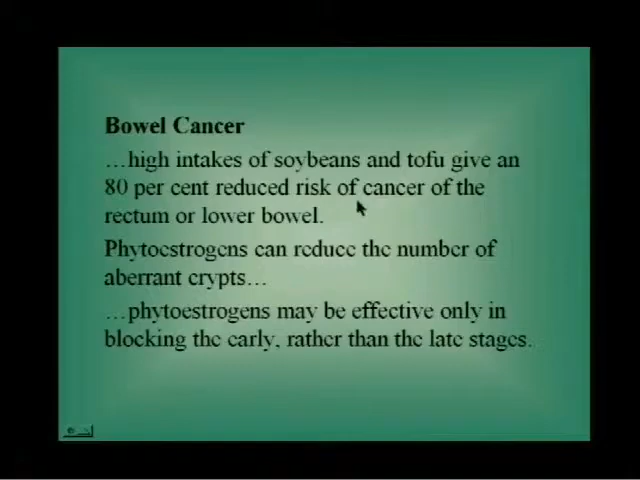 Bowel Cancer
…high intakes of soybeans and tofu give an
80 per cent reduced risk of cancer of the
rectum or lower bowel.
Phytoestrogens can reduce the number of
aberrant crypts…
…phytoestrogens may be effective only in
blocking the early, rather than the late stages.